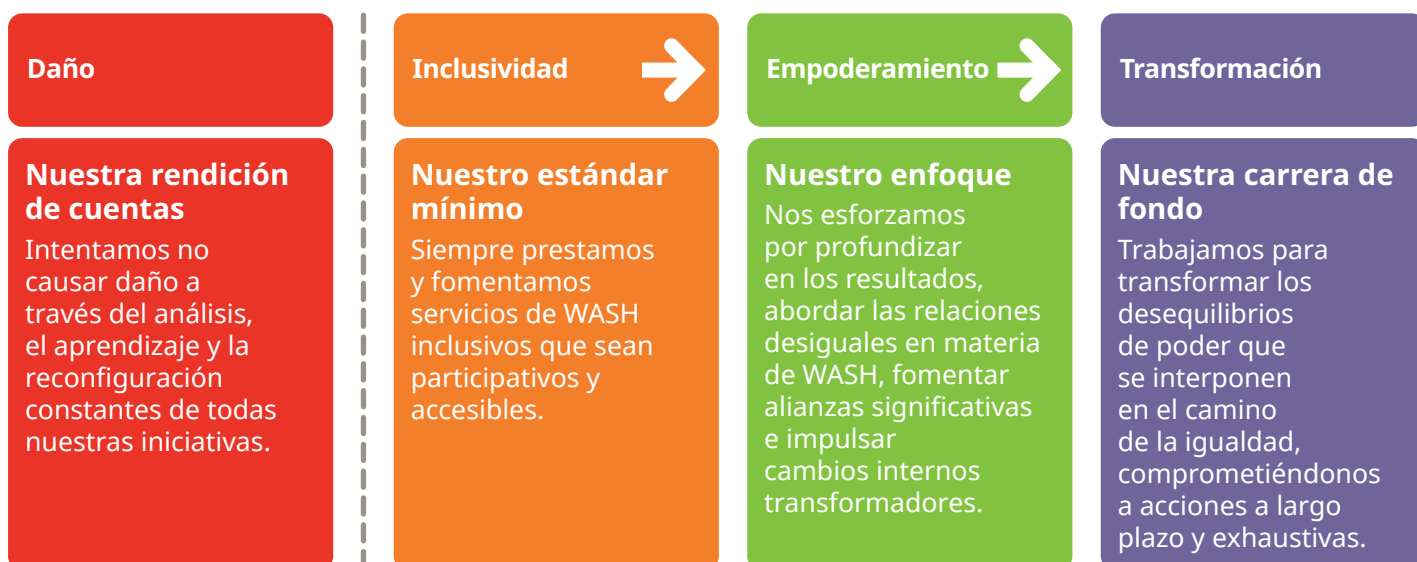 Daño
Nuestra rendición
de cuentas
Intentamos no
causar daño a
través del análisis,
el aprendizaje y la
reconfiguración
constantes de todas
nuestras iniciativas.
Inclusividad
Nuestro estándar
mínimo
Siempre prestamos
y fomentamos
servicios de WASH
inclusivos que sean
participativos y
accesibles.
Empoderamiento
Nuestro enfoque
Nos esforzamos
por profundizar
en los resultados,
abordar las relaciones
desiguales en materia
de WASH, fomentar
alianzas significativas
e impulsar
cambios internos
transformadores.
Transformación
Nuestra carrera de
fondo
Trabajamos para
transformar los
desequilibrios
de poder que
se interponen
en el camino
de la igualdad,
comprometiéndonos
a acciones a largo
plazo y exhaustivas.